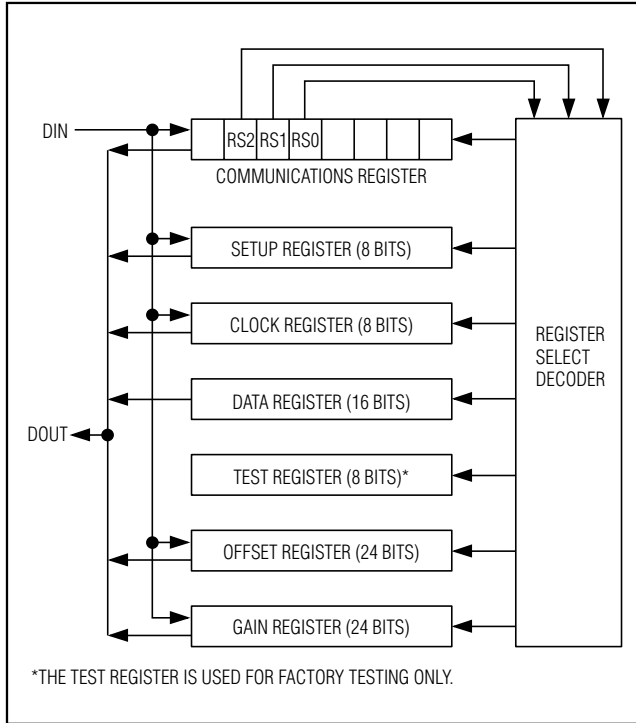 DIN
RS2 RS1 RS0
COMMUNICATIONS REGISTER
SETUP REGISTER (8 BITS)
CLOCK REGISTER (8 BITS)
REGISTER
SELECT
DECODER
DATA REGISTER (16 BITS)
DOUT
TEST REGISTER (8 BITS)*
OFFSET REGISTER (24 BITS)
GAIN REGISTER (24 BITS)
*THE TEST REGISTER IS USED FOR FACTORY TESTING ONLY.